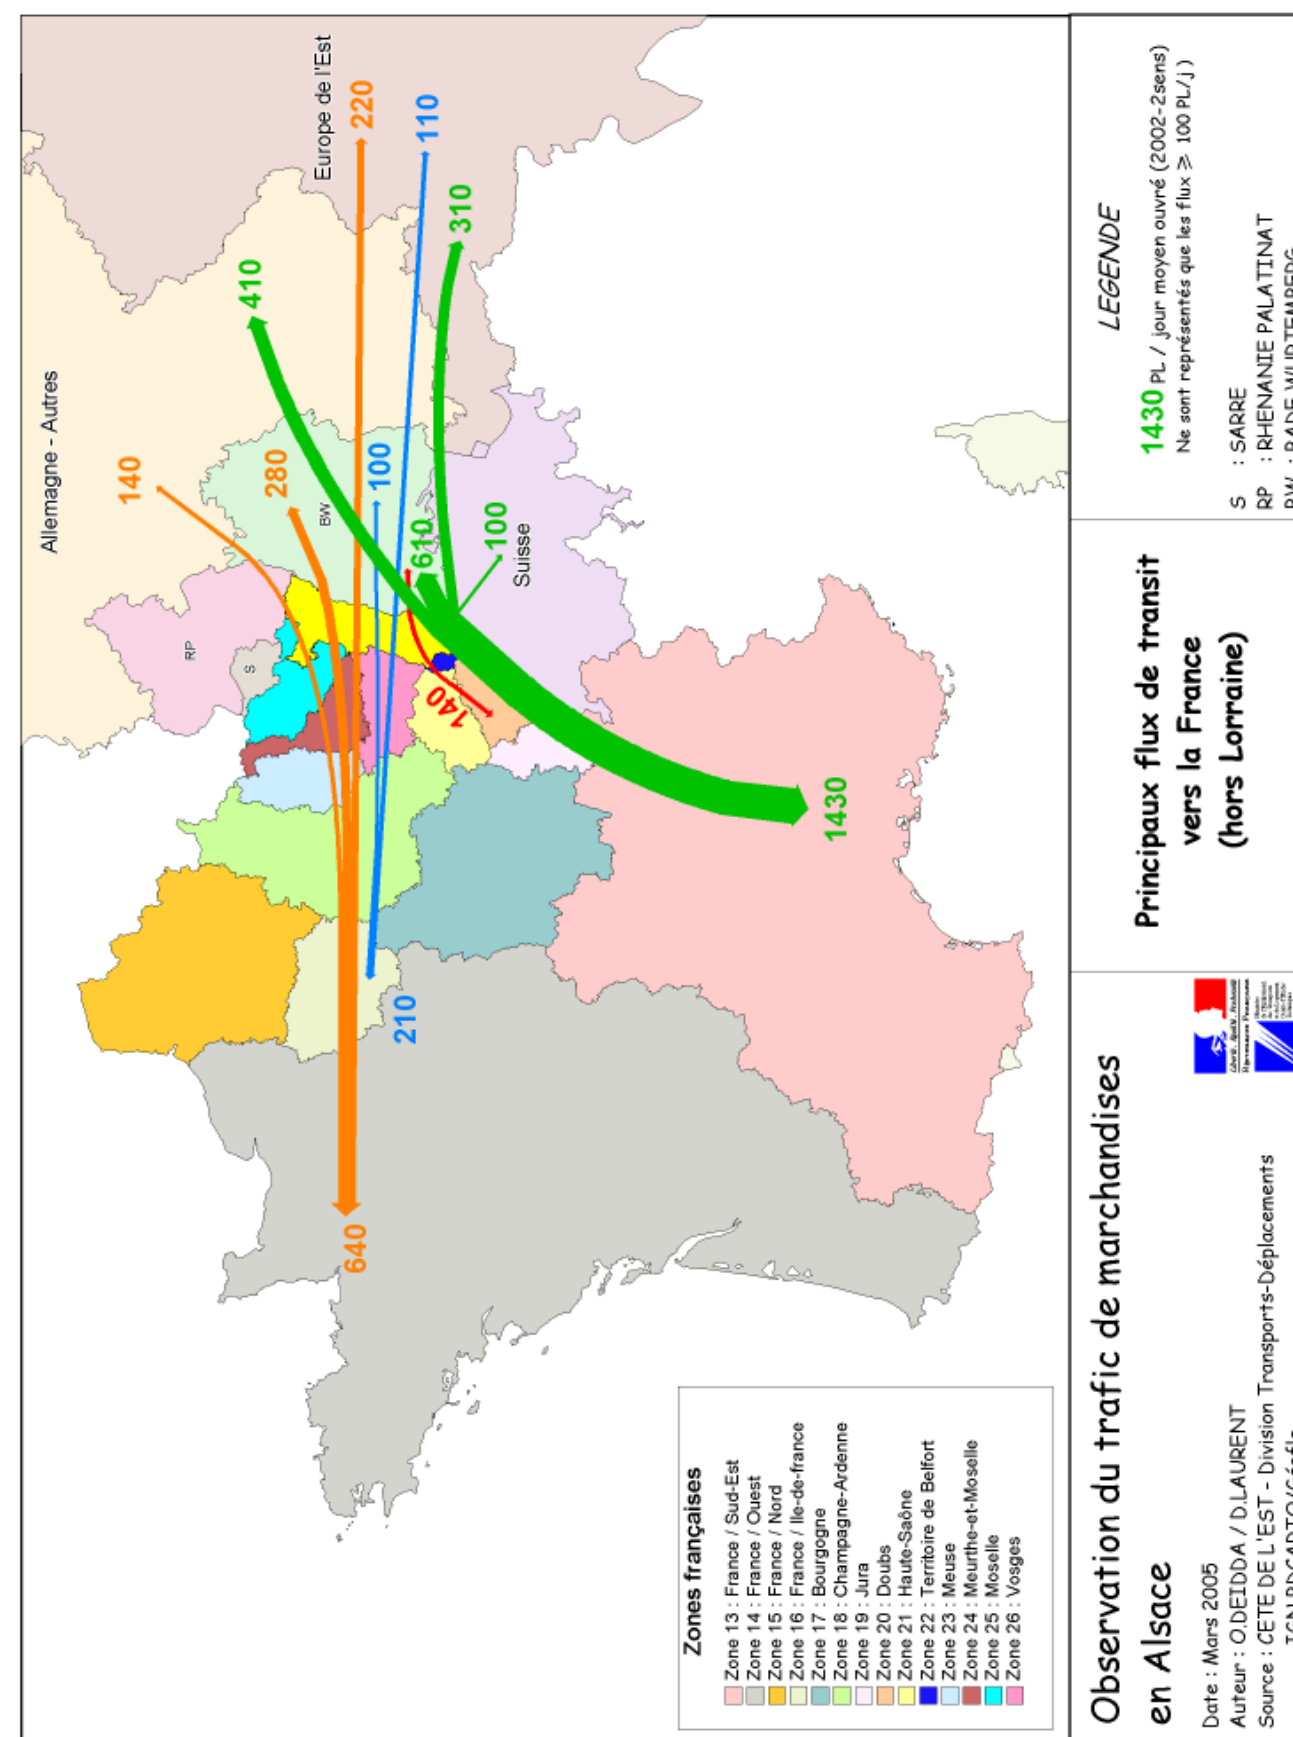 Allemagne - Autres
Europe de l'Est
140
410
280
220
110
310
100
610
100
Suisse
140
1430
640
210
RP
S
BW
Zones françaises
Zone 13 : France / Sud-Est
Zone 14 : France / Ouest
Zone 15 : France / Nord
Zone 16 : France / Ile-de-france
Zone 17 : Bourgogne
Zone 18 : Champagne-Ardenne
Zone 19 : Jura
Zone 20 : Doubs
Zone 21 : Haute-Saône
Zone 22 : Territoire de Belfort
Zone 23 : Meuse
Zone 24 : Meurthe-et-Moselle
Zone 25 : Moselle
Zone 26 : Vosges
Observation du trafic de marchandises
en Alsace
Date : Mars 2005
Auteur : O.DEIDDA / D.LAURENT
Source : CETE DE L'EST - Division Transports-Déplacements
Principaux flux de transit
vers la France
(hors Lorraine)
LEGENDE
1430 PL / jour moyen ouvré (2002-2sens)
Ne sont représentés que les flux ⩾ 100 PL/j)
S : SARRE
RP : RHENANIE PALATINAT